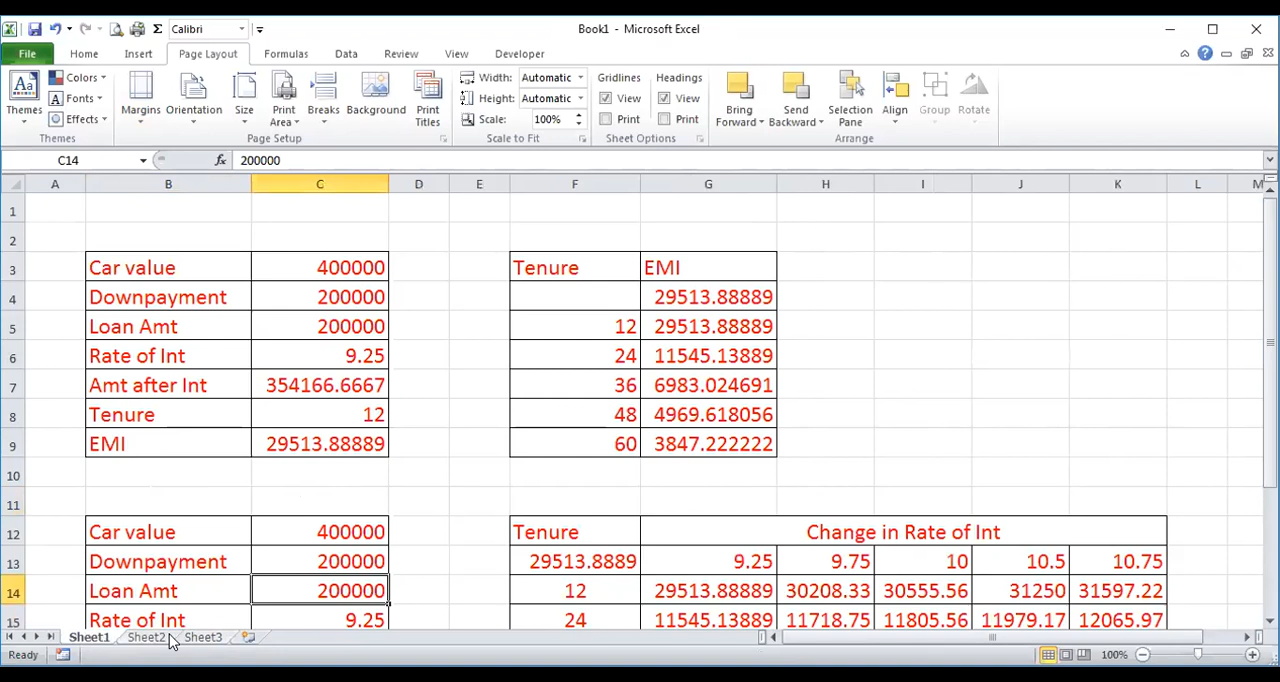 Calibri
Book1 - Microsoft Excel
File Home Insert Page Layout Formulas Data Review View Developer
Themes Colors Fonts Effects Margins Orientation Size Print Area Breaks Background Print Titles Width: Automatic Height: Automatic Scale: 100% Gridlines View Print Headings View Print Bring Forward Send Backward Selection Pane Align Group Rotate
Themes Page Setup Scale to Fit Sheet Options Arrange
C14 fx 200000
A B C D E F G H I J K L M
1
2
3 Car value 400000 Tenure EMI
4 Downpayment 200000 29513.88889
5 Loan Amt 200000 12 29513.88889
6 Rate of Int 9.25 24 11545.13889
7 Amt after Int 354166.6667 36 6983.024691
8 Tenure 12 48 4969.618056
9 EMI 29513.88889 60 3847.222222
10
11
12 Car value 400000 Tenure Change in Rate of Int
13 Downpayment 200000 29513.8889 9.25 9.75 10 10.5 10.75
14 Loan Amt 200000 12 29513.88889 30208.33 30555.56 31250 31597.22
15 Rate of Int 9.25 24 11545.13889 11718.75 11805.56 11979.17 12065.97
Sheet1 Sheet2 Sheet3
Ready 100%